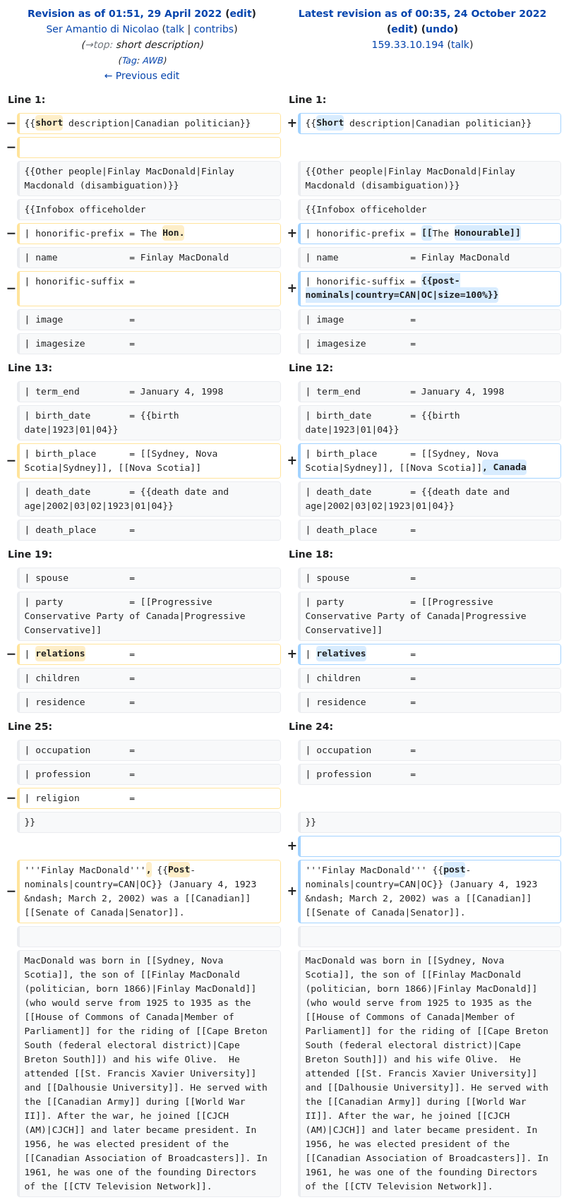 Revision as of 01:51, 29 April 2022 (edit)
Ser Amantio di Nicolao (talk | contribs)
(→top: short description)
(Tag: AWB)
← Previous edit
Latest revision as of 00:35, 24 October 2022
(edit) (undo)
159.33.10.194 (talk)
Line 1:
Line 1:
− {{short description|Canadian politician}}
+ {{Short description|Canadian politician}}
−
{{Other people|Finlay MacDonald|Finlay
Macdonald (disambiguation)}}
{{Other people|Finlay MacDonald|Finlay
Macdonald (disambiguation)}}
{{Infobox officeholder
{{Infobox officeholder
− | honorific-prefix = The Hon.
+ | honorific-prefix = [[The Honourable]]
| name = Finlay MacDonald
| name = Finlay MacDonald
− | honorific-suffix =
+ | honorific-suffix = {{post-
nominals|country=CAN|OC|size=100%}}
| image =
| image =
| imagesize =
| imagesize =
Line 13:
Line 12:
| term_end = January 4, 1998
| term_end = January 4, 1998
| birth_date = {{birth
date|1923|01|04}}
| birth_date = {{birth
date|1923|01|04}}
− | birth_place = [[Sydney, Nova
Scotia|Sydney]], [[Nova Scotia]]
+ | birth_place = [[Sydney, Nova
Scotia|Sydney]], [[Nova Scotia]], Canada
| death_date = {{death date and
age|2002|03|02|1923|01|04}}
| death_date = {{death date and
age|2002|03|02|1923|01|04}}
| death_place =
| death_place =
Line 19:
Line 18:
| spouse =
| spouse =
| party = [[Progressive
Conservative Party of Canada|Progressive
Conservative]]
| party = [[Progressive
Conservative Party of Canada|Progressive
Conservative]]
− | relations =
+ | relatives =
| children =
| children =
| residence =
| residence =
Line 25:
Line 24:
| occupation =
| occupation =
| profession =
| profession =
− | religion =
}}
}}
+
− '''Finlay MacDonald''', {{Post-
nominals|country=CAN|OC}} (January 4, 1923
&ndash; March 2, 2002) was a [[Canadian]]
[[Senate of Canada|Senator]].
+ '''Finlay MacDonald''' {{post-
nominals|country=CAN|OC}} (January 4, 1923
&ndash; March 2, 2002) was a [[Canadian]]
[[Senate of Canada|Senator]].
MacDonald was born in [[Sydney, Nova
Scotia]], the son of [[Finlay MacDonald
(politician, born 1866)|Finlay MacDonald]]
(who would serve from 1925 to 1935 as the
[[House of Commons of Canada|Member of
Parliament]] for the riding of [[Cape Breton
South (federal electoral district)|Cape
Breton South]]) and his wife Olive.  He
attended [[St. Francis Xavier University]]
and [[Dalhousie University]]. He served with
the [[Canadian Army]] during [[World War
II]]. After the war, he joined [[CJCH
(AM)|CJCH]] and later became president. In
1956, he was elected president of the
[[Canadian Association of Broadcasters]]. In
1961, he was one of the founding Directors
of the [[CTV Television Network]].
MacDonald was born in [[Sydney, Nova
Scotia]], the son of [[Finlay MacDonald
(politician, born 1866)|Finlay MacDonald]]
(who would serve from 1925 to 1935 as the
[[House of Commons of Canada|Member of
Parliament]] for the riding of [[Cape Breton
South (federal electoral district)|Cape
Breton South]]) and his wife Olive.  He
attended [[St. Francis Xavier University]]
and [[Dalhousie University]]. He served with
the [[Canadian Army]] during [[World War
II]]. After the war, he joined [[CJCH
(AM)|CJCH]] and later became president. In
1956, he was elected president of the
[[Canadian Association of Broadcasters]]. In
1961, he was one of the founding Directors
of the [[CTV Television Network]].